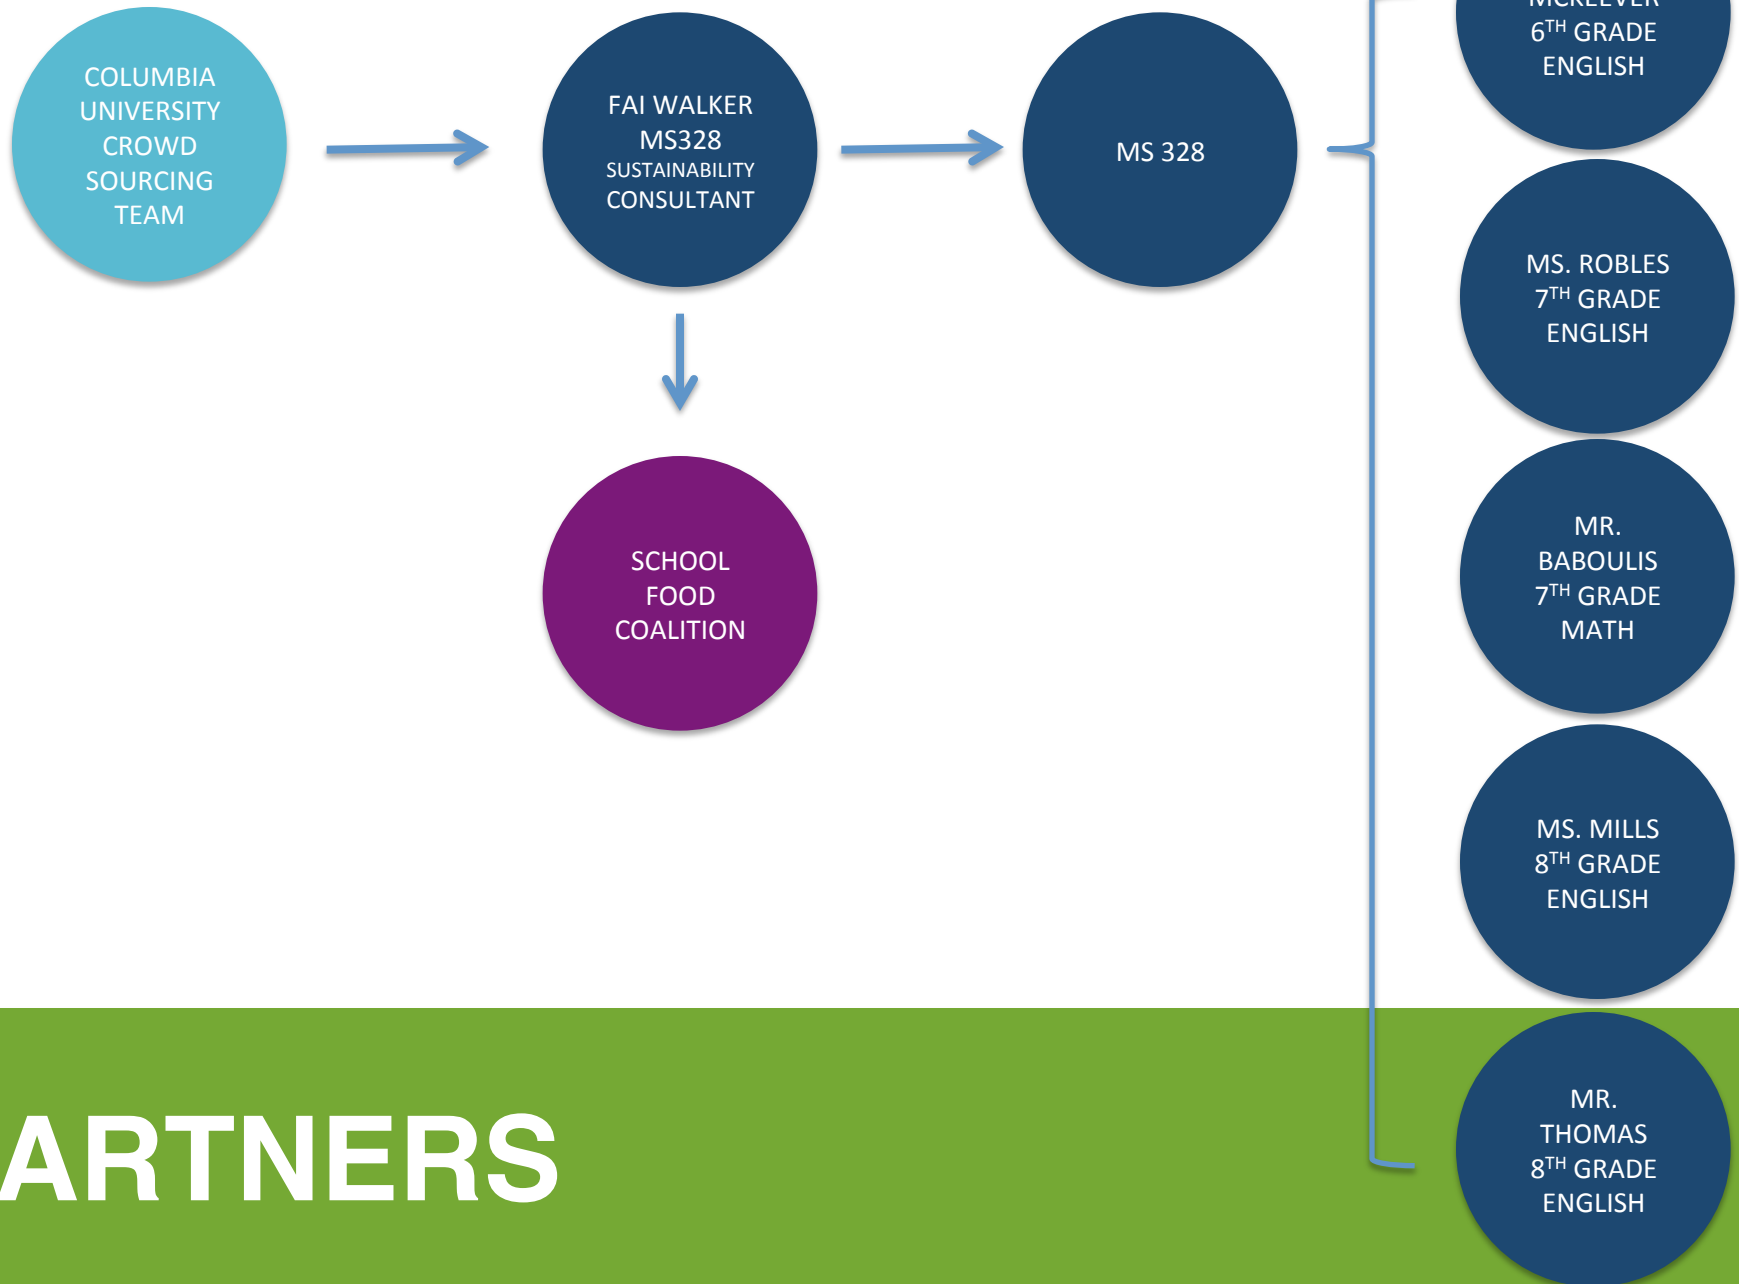 COLUMBIA
UNIVERSITY
CROWD
SOURCING
TEAM
FAI WALKER
MS328
SUSTAINABILITY
CONSULTANT
MS 328
SCHOOL
FOOD
COALITION
MCKEEVER
6TH GRADE
ENGLISH
MS. ROBLES
7TH GRADE
ENGLISH
MR.
BABOULIS
7TH GRADE
MATH
MS. MILLS
8TH GRADE
ENGLISH
MR.
THOMAS
8TH GRADE
ENGLISH
ARTNERS